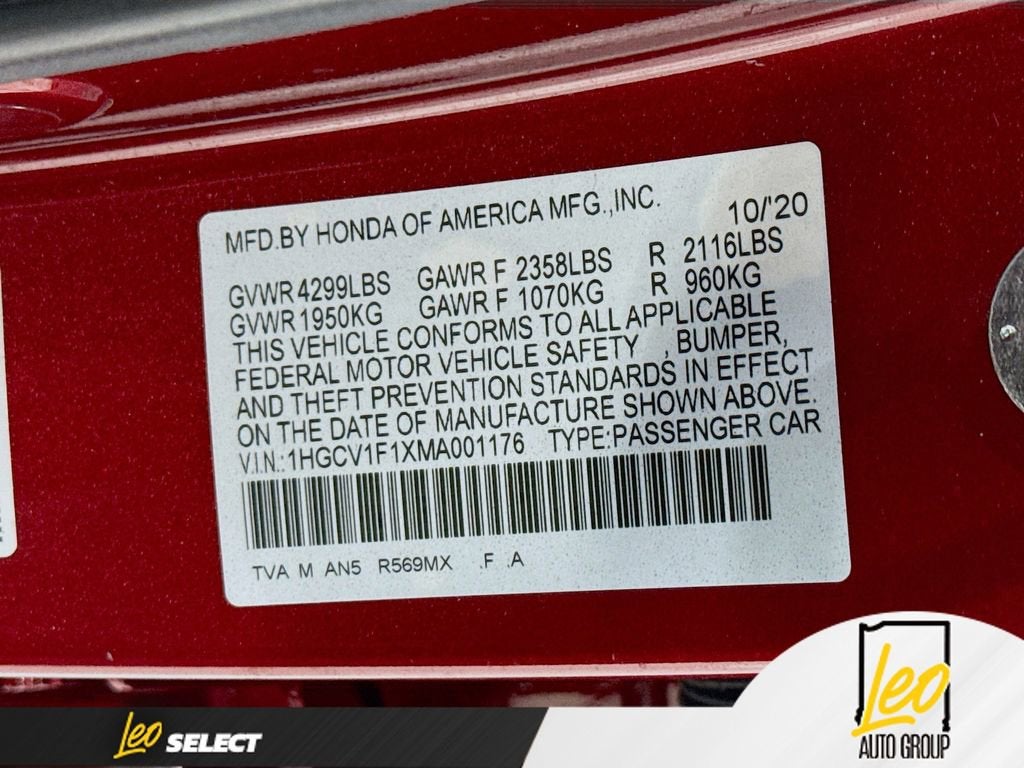 MFD.BY HONDA OF AMERICA MFG.,INC. 10/'20
GVWR 4299LBS GAWR F 2358LBS R 2116LBS
GVWR 1950KG GAWR F 1070KG R 960KG
THIS VEHICLE CONFORMS TO ALL APPLICABLE
FEDERAL MOTOR VEHICLE SAFETY , BUMPER,
AND THEFT PREVENTION STANDARDS IN EFFECT
ON THE DATE OF MANUFACTURE SHOWN ABOVE.
V.I.N.:1HGCV1F1XMA001176 TYPE:PASSENGER CAR
TVA M AN5 R569MX .F .A
Leo SELECT
Leo
AUTO GROUP